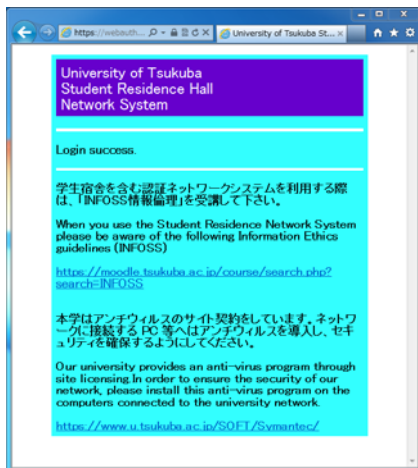 https://webauth...
University of Tsukuba St...
University of Tsukuba
Student Residence Hall
Network System
Login success.
学生宿舎を含む認証ネットワークシステムを利用する際
は、「INFOSS情報倫理」を受講して下さい。
When you use the Student Residence Network System
please be aware of the following Information Ethics
guidelines (INFOSS)
https://moodle.tsukuba.ac.jp/course/search.php?
search=INFOSS
本学はアンチウィルスのサイト契約をしています。ネットワ
ークに接続する PC 等へはアンチウィルスを導入し、セキ
ュリティを確保するようにしてください。
Our university provides an anti-virus program through
site licensing.In order to ensure the security of our
network, please install this anti-virus program on the
computers connected to the university network.
https://www.u.tsukuba.ac.jp/SOFT/Symantec/